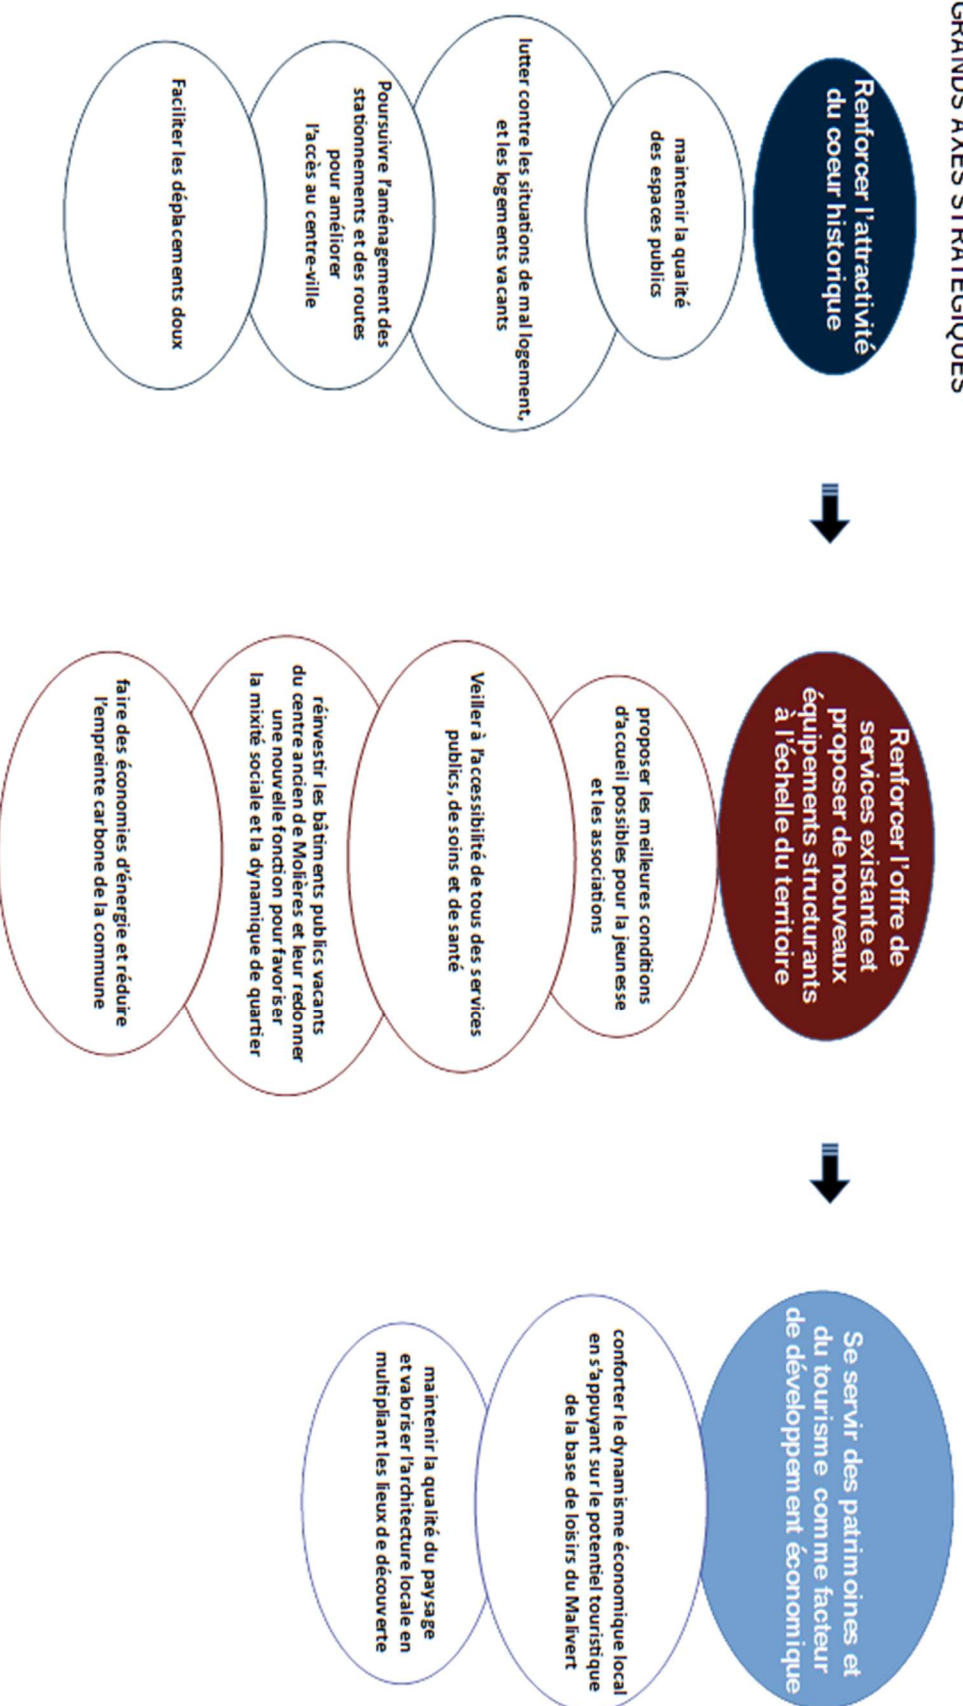 GRANDS AXES STRATEGIQUES
Renforcer l'attractivité
du coeur historique
maintenir la qualité
des espaces publics
lutter contre les situations de mal logement,
et les logements vacants
Poursuivre l'aménagement des
stationnements et des routes
pour améliorer
l'accès au centre-ville
Faciliter les déplacements doux
Renforcer l'offre de
services existante et
proposer de nouveaux
équipements structurants
à l'échelle du territoire
proposer les meilleures conditions
d'accueil possibles pour la jeunesse
et les associations
Veiller à l'accessibilité de tous des services
publics, de soins et de santé
réinvestir les bâtiments publics vacants
du centre ancien de Molières et leur redonner
une nouvelle fonction pour favoriser
la mixité sociale et la dynamique de quartier
faire des économies d'énergie et réduire
l'empreinte carbone de la commune
Se servir des patrimoines et
du tourisme comme facteur
de développement économique
conforter le dynamisme économique local
en s'appuyant sur le potentiel touristique
de la base de loisirs du Malivert
maintenir la qualité du paysage
et valoriser l'architecture locale en
multipliant les lieux de découverte